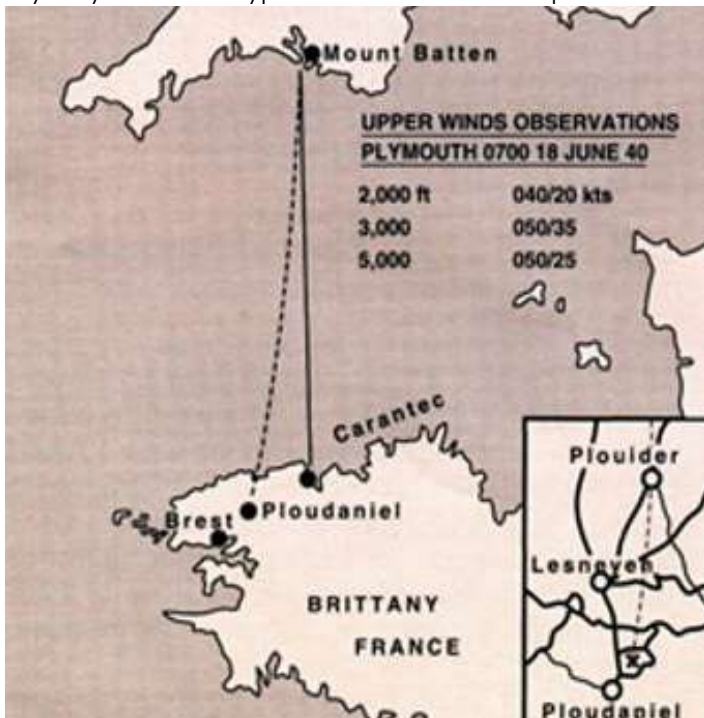 Mount Batten
UPPER WINDS OBSERVATIONS
PLYMOUTH 0700 18 JUNE 40
2,000 ft 040/20 kts
3,000 050/35
5,000 050/25
Carantec
Plouider
Ploudaniel
Brest
Lesneven
BRITTANY
FRANCE
X
Ploudaniel